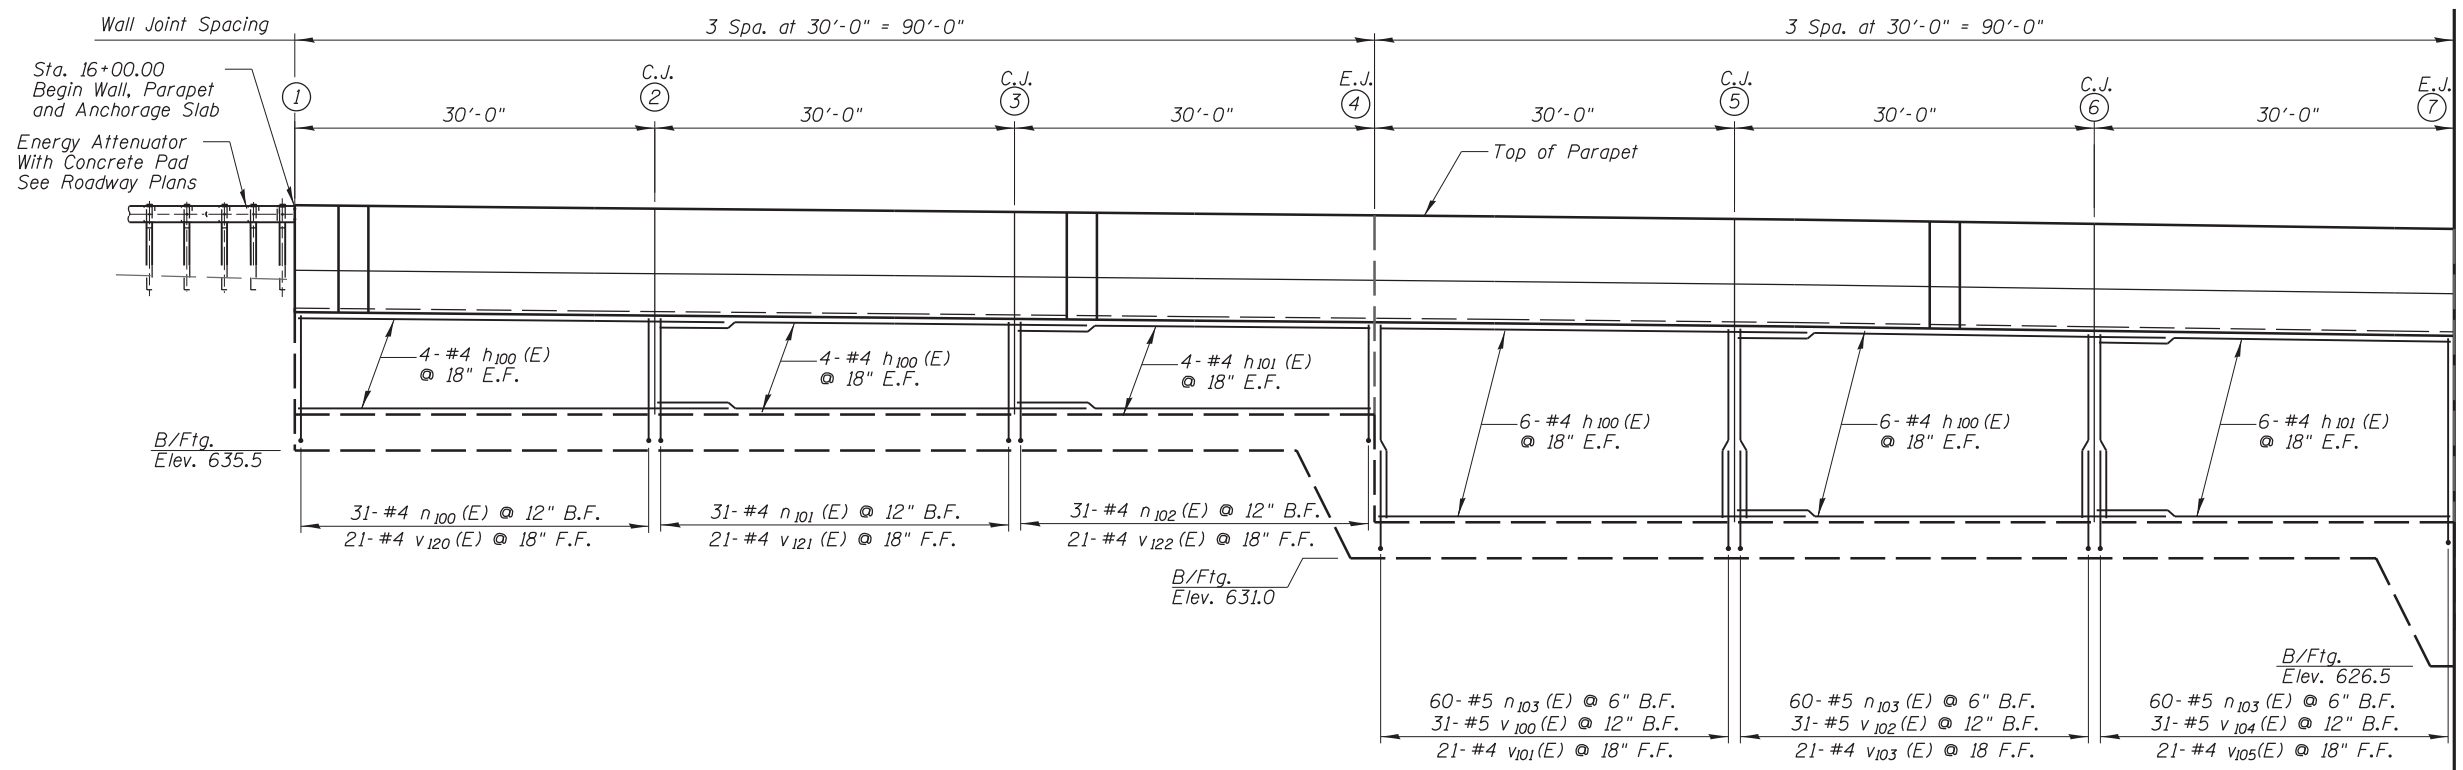 Wall Joint Spacing
3 Spa. at 30'-0" = 90'-0"
3 Spa. at 30'-0" = 90'-0"
Sta. 16+00.00
Begin Wall, Parapet
and Anchorage Slab
1
C.J.
2
C.J.
3
E.J.
4
C.J.
5
C.J.
6
E.J.
7
30'-0"
30'-0"
30'-0"
30'-0"
30'-0"
30'-0"
Energy Attenuator
With Concrete Pad
See Roadway Plans
Top of Parapet
4-#4 h100(E)
@ 18" E.F.
4-#4 h100(E)
@ 18" E.F.
4-#4 h101(E)
@ 18" E.F.
6-#4 h100(E)
@ 18" E.F.
6-#4 h100(E)
@ 18" E.F.
6-#4 h101(E)
@ 18" E.F.
B/Ftg.
Elev. 635.5
31-#4 n100(E) @ 12" B.F.
21-#4 v120(E) @ 18" F.F.
31-#4 n101(E) @ 12" B.F.
21-#4 v121(E) @ 18" F.F.
31-#4 n102(E) @ 12" B.F.
21-#4 v122(E) @ 18" F.F.
B/Ftg.
Elev. 631.0
B/Ftg.
Elev. 626.5
60-#5 n103(E) @ 6" B.F.
31-#5 v100(E) @ 12" B.F.
21-#4 v101(E) @ 18" F.F.
60-#5 n103(E) @ 6" B.F.
31-#5 v102(E) @ 12" B.F.
21-#4 v103 (E) @ 18 F.F.
60-#5 n103(E) @ 6" B.F.
31-#5 v104(E) @ 12" B.F.
21-#4 v105(E) @ 18" F.F.